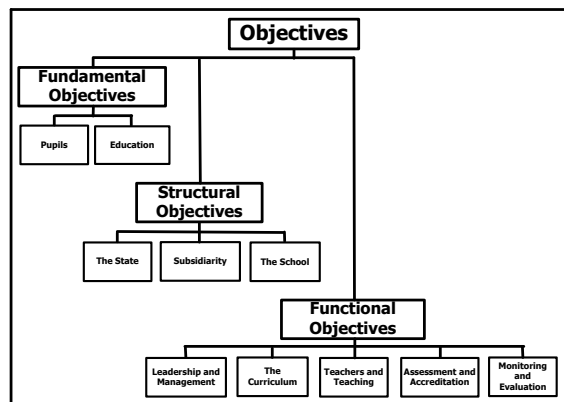 Objectives
Fundamental
Objectives
Pupils
Education
Structural
Objectives
The State
Subsidiarity
The School
Functional
Objectives
Leadership and
Management
The
Curriculum
Teachers and
Teaching
Assessment and
Accreditation
Monitoring
and
Evaluation